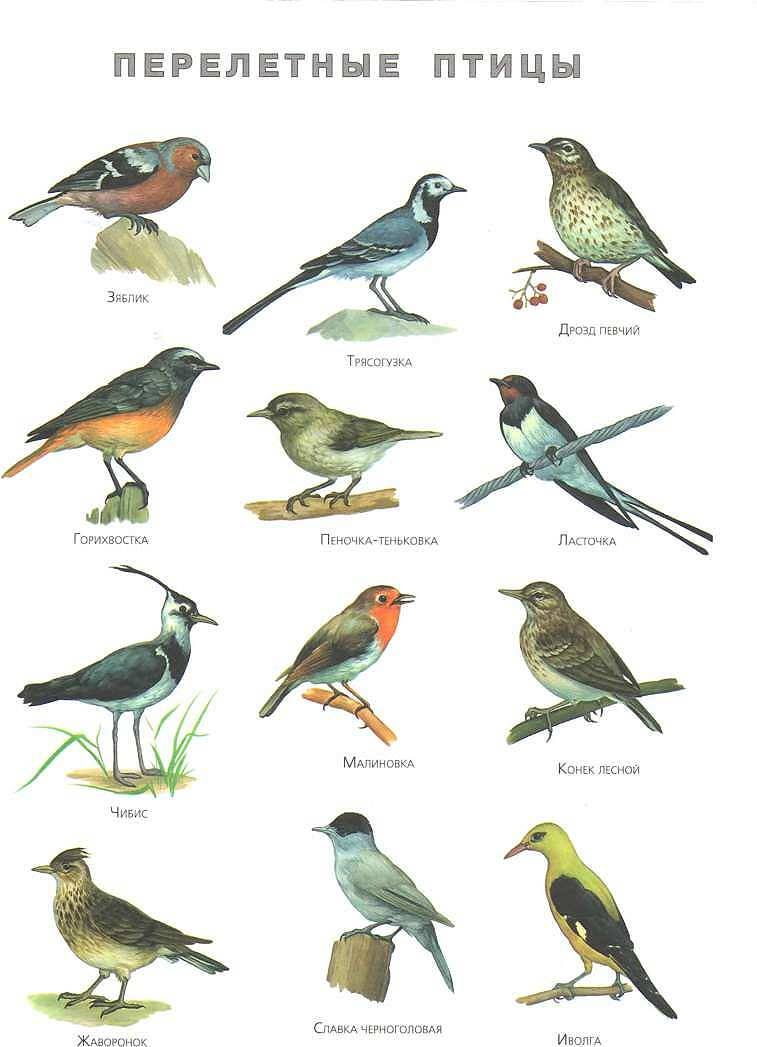 ПЕРЕЛЕТНЫЕ ПТИЦЫ
Зяблик
Трясогузка
Дрозд певчий
Горихвостка
Пеночка-теньковка
Ласточка
Чибис
Малиновка
Конек лесной
Жаворонок
Славка черноголовая
Иволга